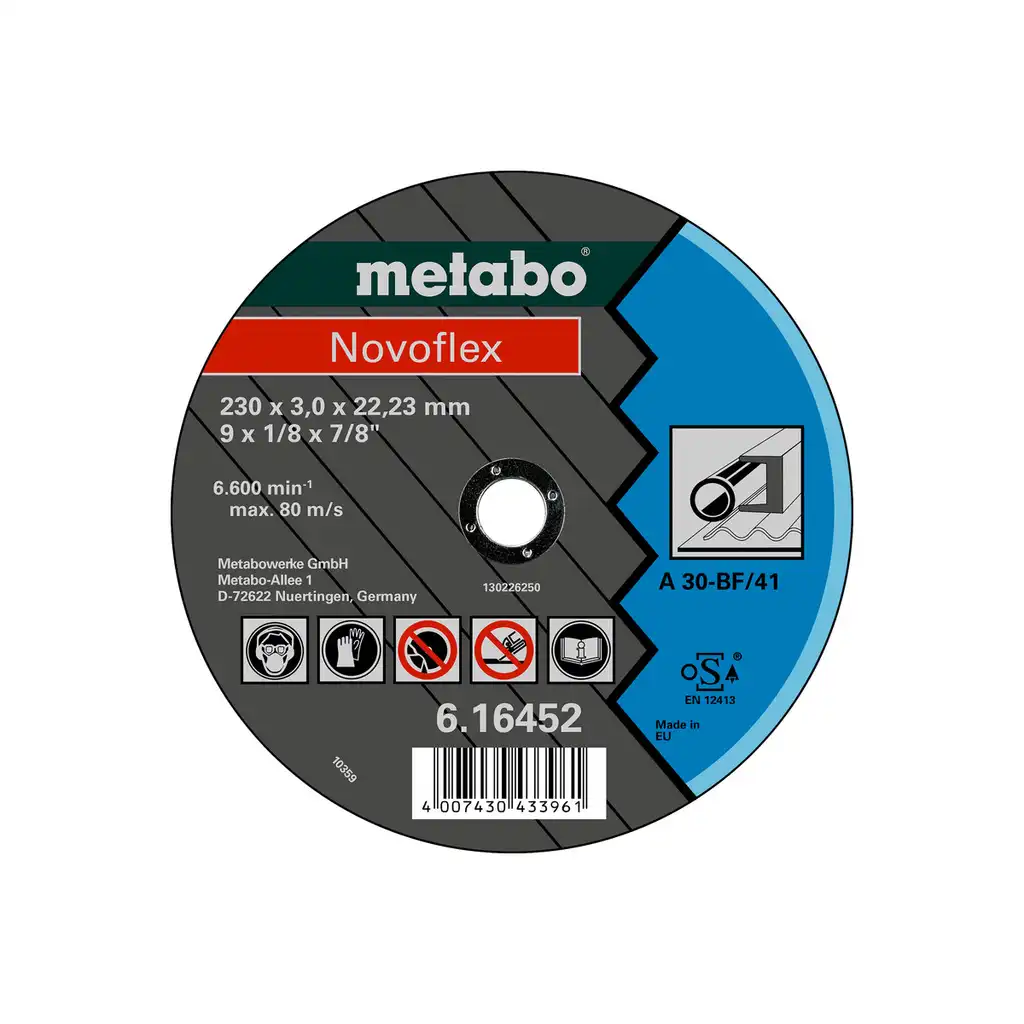 metabo®
Novoflex
230 x 3,0 x 22,23 mm
9 x 1/8 x 7/8"
6.600 min⁻¹
max. 80 m/s
Metabowerke GmbH
Metabo-Allee 1
D-72622 Nuertingen, Germany
130226250
A 30-BF/41
oSa®
EN 12413
Made in
EU
6.16452
10359
4 007430 433961